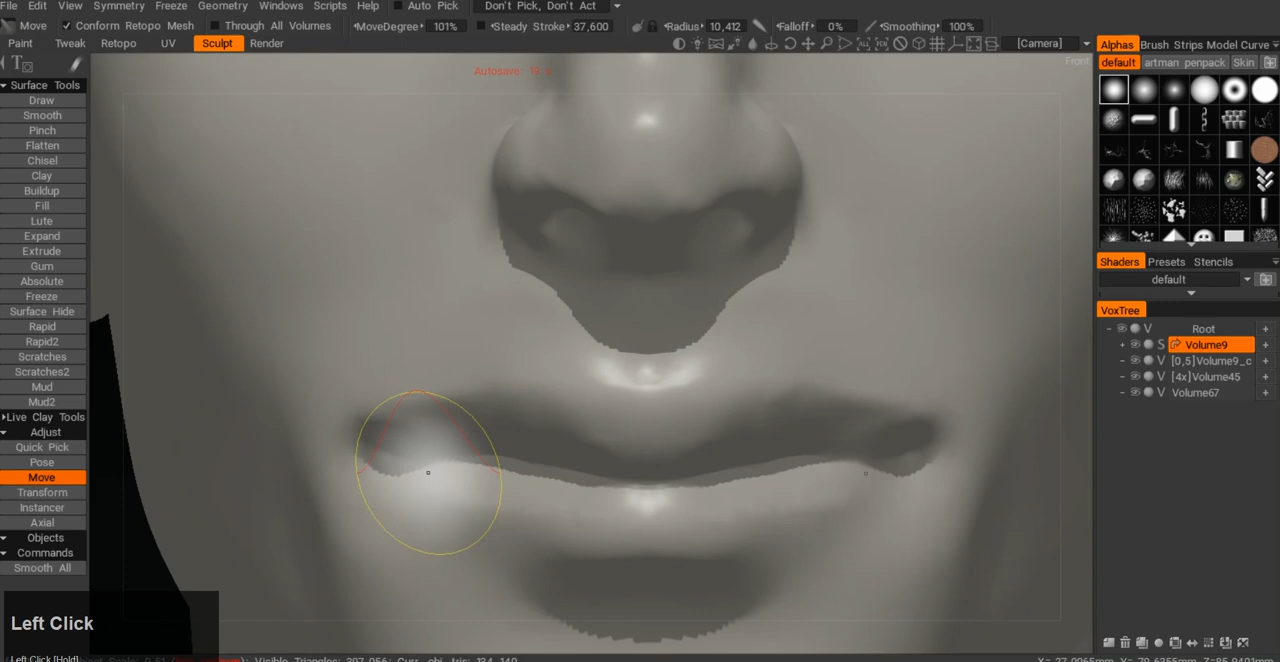 File Edit View Symmetry Freeze Geometry Windows Scripts Help Auto Pick Don't Pick, Don't Act
Move Conform Retopo Mesh Through All Volumes MoveDegree 101% Steady Stroke 37,600 Radius 10,412 Falloff 0% Smoothing 100%
Paint Tweak Retopo UV Sculpt Render [Camera] Alphas Brush Strips Model Curve
default artman penpack Skin
Autosave: 19 s. Front
Surface Tools
Draw
Smooth
Pinch
Flatten
Chisel
Clay
Buildup
Fill
Lute
Expand
Extrude
Gum
Absolute
Freeze
Surface Hide
Rapid
Rapid2
Scratches
Scratches2
Mud
Mud2
Live Clay Tools
Adjust
Quick Pick
Pose
Move
Transform
Instancer
Axial
Objects
Commands
Smooth All
Shaders Presets Stencils
default
VoxTree
V Root
S Volume9
V [0,5]Volume9_c
V [4x]Volume45
V Volume67
Left Click
Left Click [Hold]
Visible Triangles: